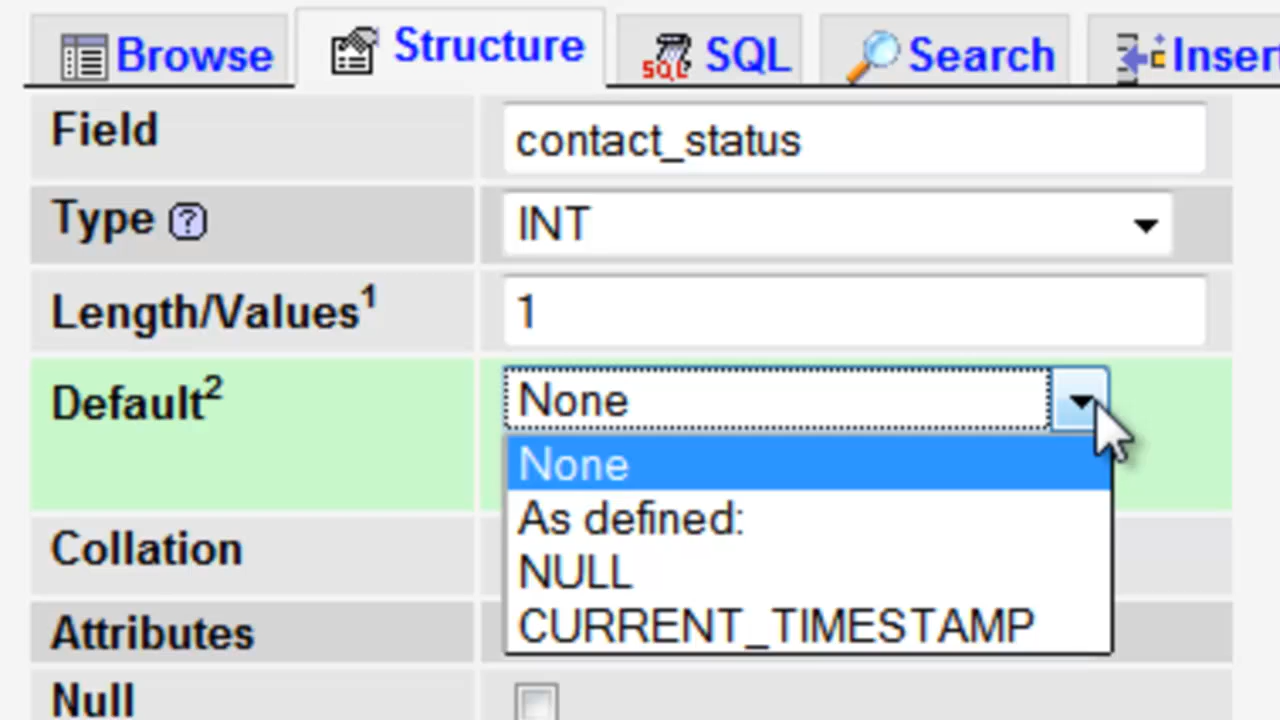 Browse Structure SQL Search Inser
Field contact_status
Type ? INT
Length/Values1 1
Default2 None
None
As defined:
NULL
Collation
CURRENT_TIMESTAMP
Attributes
Null